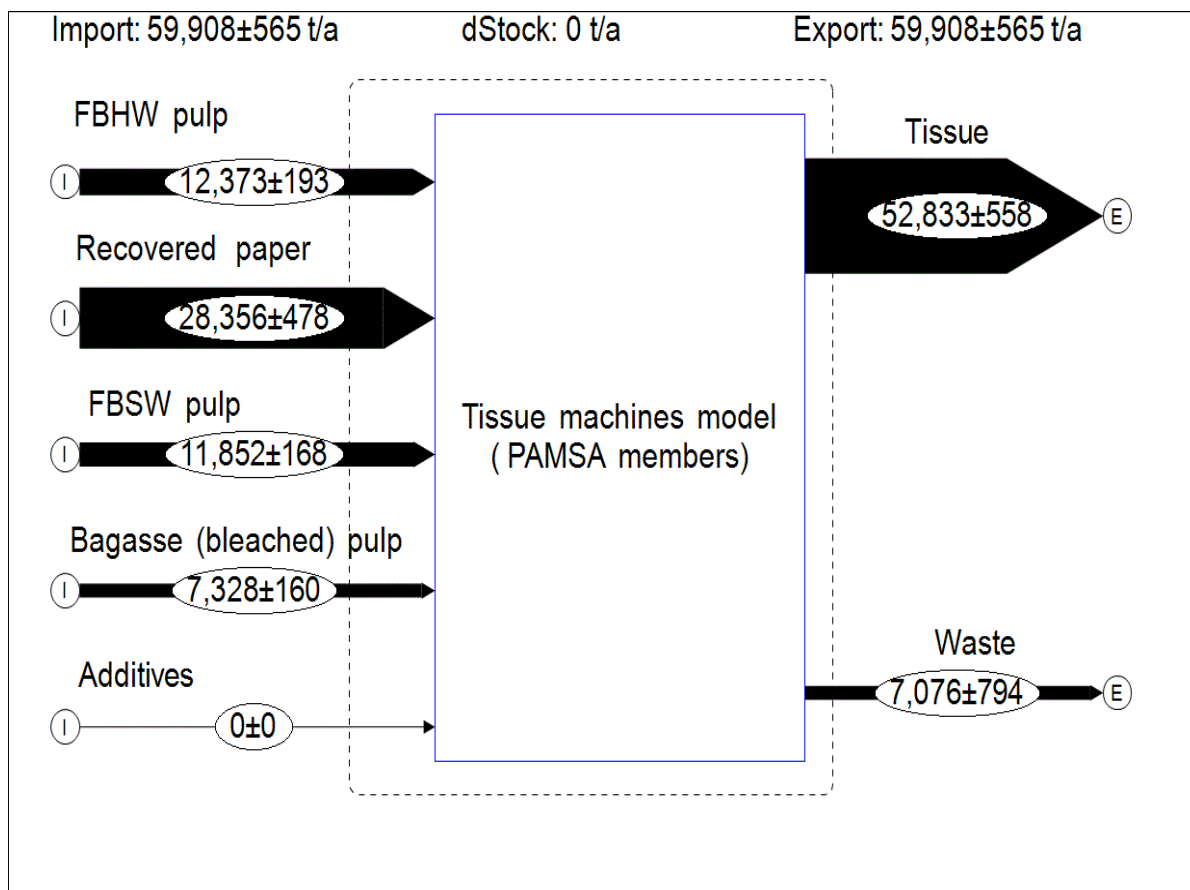 Import: 59,908±565 t/a
dStock: 0 t/a
Export: 59,908±565 t/a
FBHW pulp
I
12,373±193
Recovered paper
I
28,356±478
FBSW pulp
I
11,852±168
Bagasse (bleached) pulp
I
7,328±160
Additives
I
0±0
Tissue machines model
( PAMSA members)
Tissue
52,833±558
E
Waste
7,076±794
E